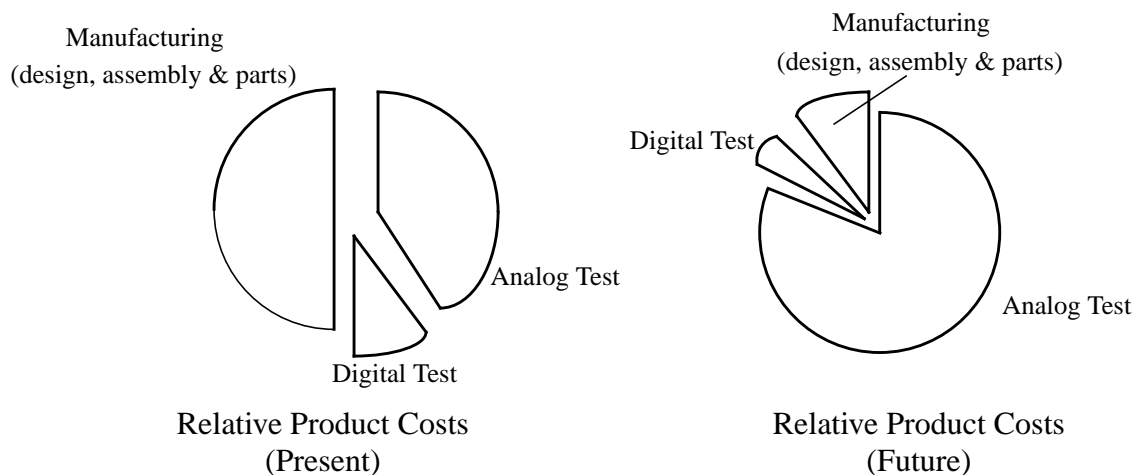 Manufacturing
(design, assembly & parts)
Analog Test
Digital Test
Relative Product Costs
(Present)
Manufacturing
(design, assembly & parts)
Digital Test
Analog Test
Relative Product Costs
(Future)